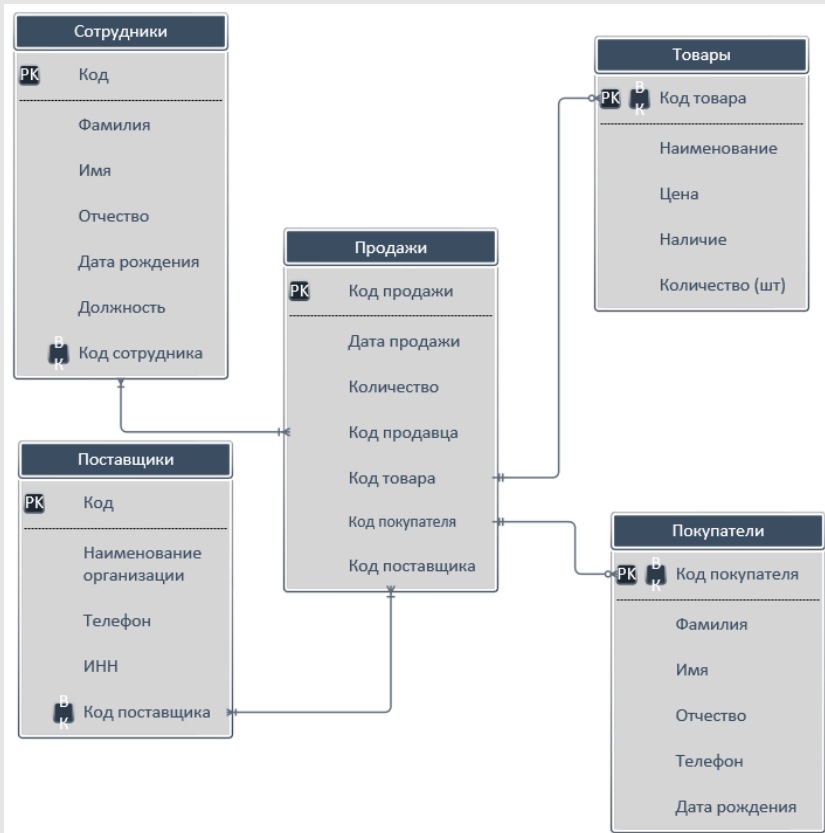 Сотрудники
PK Код
Фамилия
Имя
Отчество
Дата рождения
Должность
ВК Код сотрудника
Товары
PK ВК Код товара
Наименование
Цена
Наличие
Количество (шт)
Продажи
PK Код продажи
Дата продажи
Количество
Код продавца
Код товара
Код покупателя
Код поставщика
Поставщики
PK Код
Наименование
организации
Телефон
ИНН
ВК Код поставщика
Покупатели
PK ВК Код покупателя
Фамилия
Имя
Отчество
Телефон
Дата рождения